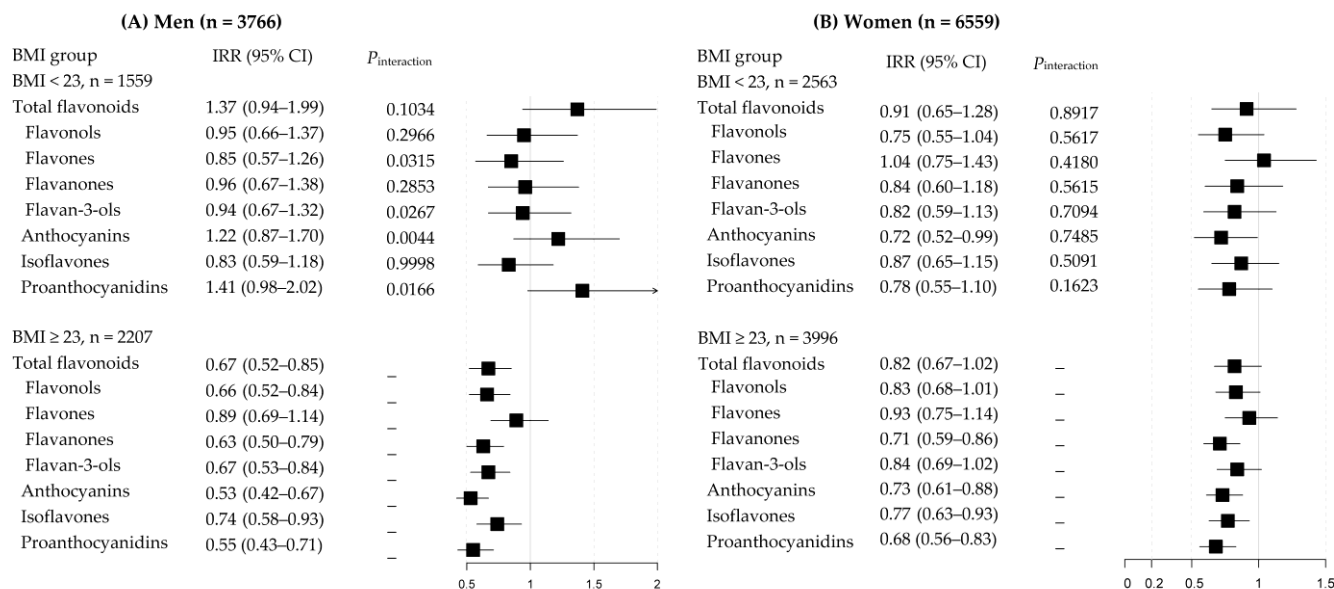 (A) Men (n = 3766)
BMI group IRR (95% CI) Pinteraction
BMI < 23, n = 1559
Total flavonoids 1.37 (0.94–1.99) 0.1034
Flavonols 0.95 (0.66–1.37) 0.2966
Flavones 0.85 (0.57–1.26) 0.0315
Flavanones 0.96 (0.67–1.38) 0.2853
Flavan-3-ols 0.94 (0.67–1.32) 0.0267
Anthocyanins 1.22 (0.87–1.70) 0.0044
Isoflavones 0.83 (0.59–1.18) 0.9998
Proanthocyanidins 1.41 (0.98–2.02) 0.0166
BMI ≥ 23, n = 2207
Total flavonoids 0.67 (0.52–0.85) –
Flavonols 0.66 (0.52–0.84) –
Flavones 0.89 (0.69–1.14) –
Flavanones 0.63 (0.50–0.79) –
Flavan-3-ols 0.67 (0.53–0.84) –
Anthocyanins 0.53 (0.42–0.67) –
Isoflavones 0.74 (0.58–0.93) –
Proanthocyanidins 0.55 (0.43–0.71) –
0.5 1 1.5 2
(B) Women (n = 6559)
BMI group IRR (95% CI) Pinteraction
BMI < 23, n = 2563
Total flavonoids 0.91 (0.65–1.28) 0.8917
Flavonols 0.75 (0.55–1.04) 0.5617
Flavones 1.04 (0.75–1.43) 0.4180
Flavanones 0.84 (0.60–1.18) 0.5615
Flavan-3-ols 0.82 (0.59–1.13) 0.7094
Anthocyanins 0.72 (0.52–0.99) 0.7485
Isoflavones 0.87 (0.65–1.15) 0.5091
Proanthocyanidins 0.78 (0.55–1.10) 0.1623
BMI ≥ 23, n = 3996
Total flavonoids 0.82 (0.67–1.02) –
Flavonols 0.83 (0.68–1.01) –
Flavones 0.93 (0.75–1.14) –
Flavanones 0.71 (0.59–0.86) –
Flavan-3-ols 0.84 (0.69–1.02) –
Anthocyanins 0.73 (0.61–0.88) –
Isoflavones 0.77 (0.63–0.93) –
Proanthocyanidins 0.68 (0.56–0.83) –
0 0.2 0.5 1 1.5